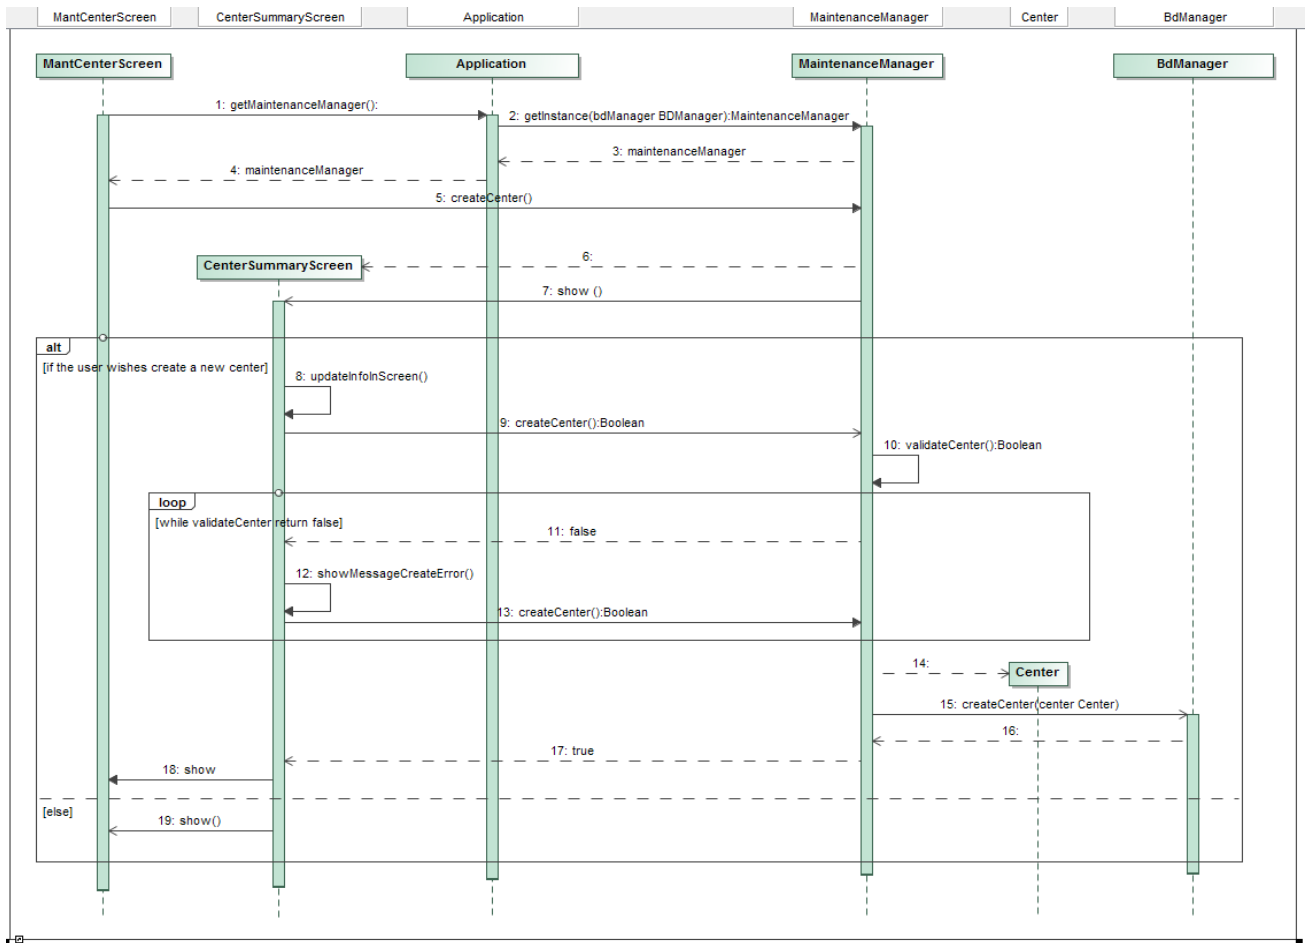 MantCenterScreen
CenterSummaryScreen
Application
MaintenanceManager
Center
BdManager
MantCenterScreen
Application
MaintenanceManager
BdManager
1: getMaintenanceManager():
2: getInstance(bdManager BDManager):MaintenanceManager
3: maintenanceManager
4: maintenanceManager
5: createCenter()
6:
CenterSummaryScreen
7: show ()
alt
[if the user wishes create a new center]
8: updateInfoInScreen()
9: createCenter():Boolean
10: validateCenter():Boolean
loop
[while validateCenter return false]
11: false
12: showMessageCreateError()
13: createCenter():Boolean
14:
Center
15: createCenter(center Center)
16:
17: true
18: show
[else]
19: show()